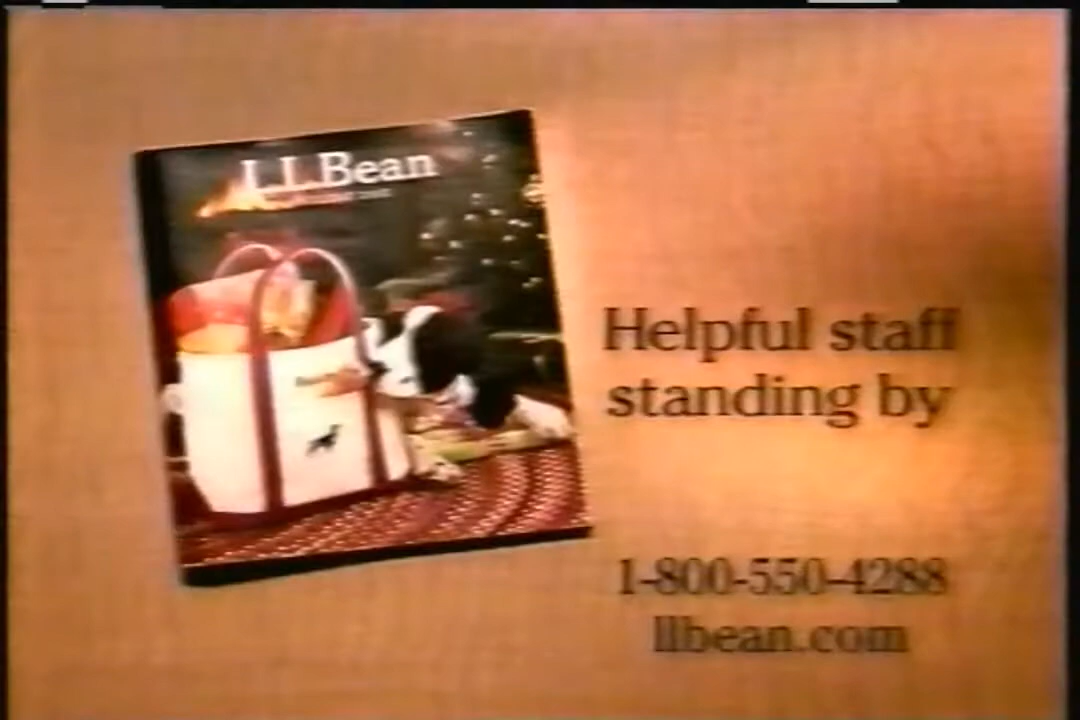 L.L.Bean
Helpful staff
standing by
1-800-550-4288
llbean.com